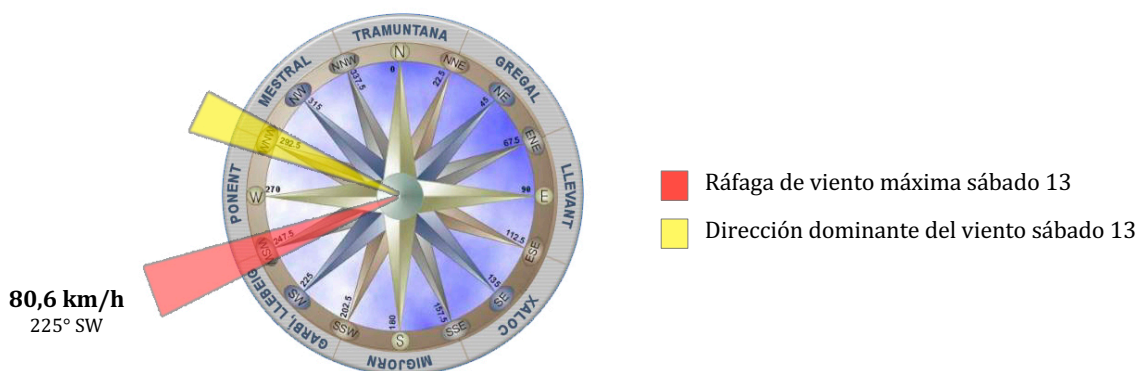 TRAMUNTANA
GREGAL
LLEVANT
XALOC
MIGJORN
GARBÍ, LLEBEIG
PONENT
MESTRAL
N
NNE
NE
ENE
E
ESE
SE
SSE
S
SSW
SW
WSW
W
WNW
NW
NNW
0
22.5
45
67.5
90
112.5
135
157.5
180
202.5
225
247.5
270
292.5
315
337.5
Ráfaga de viento máxima sábado 13
Dirección dominante del viento sábado 13
80,6 km/h
225° SW